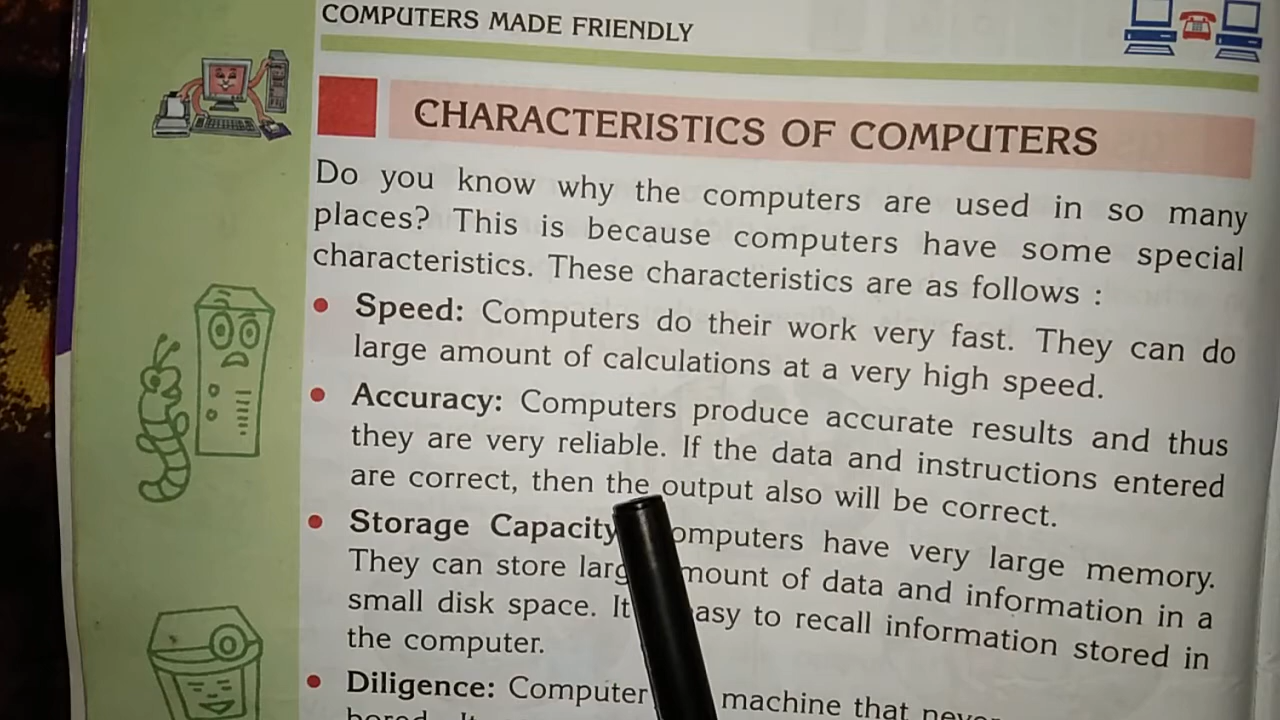 COMPUTERS MADE FRIENDLY
CHARACTERISTICS OF COMPUTERS
Do you know why the computers are used in so many
places? This is because computers have some special
characteristics. These characteristics are as follows :
• Speed: Computers do their work very fast. They can do
large amount of calculations at a very high speed.
• Accuracy: Computers produce accurate results and thus
they are very reliable. If the data and instructions entered
are correct, then the output also will be correct.
• Storage Capacity omputers have very large memory.
They can store larg mount of data and information in a
small disk space. It asy to recall information stored in
the computer.
• Diligence: Computer machine that never